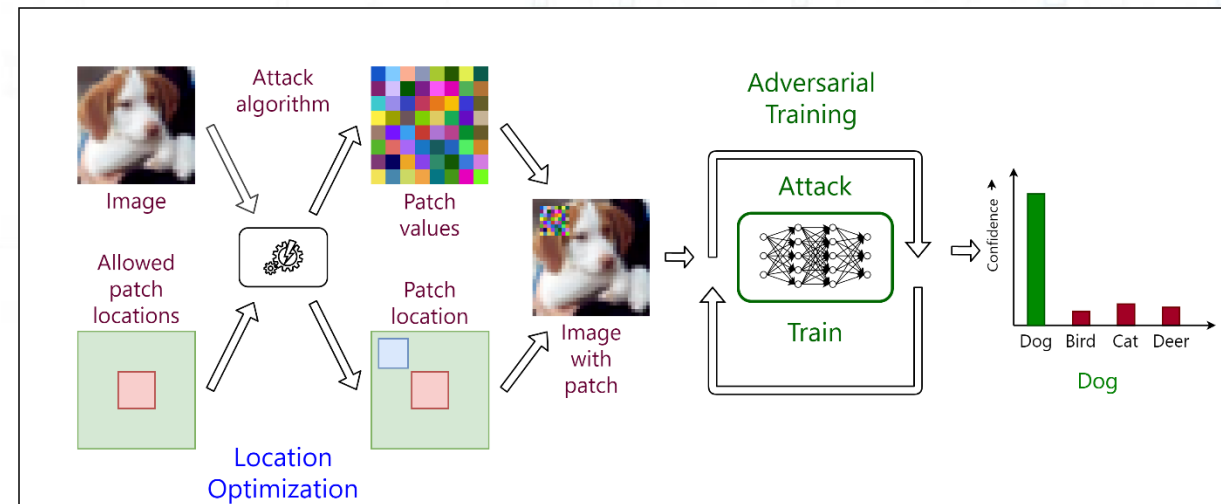 Attack
algorithm
Image
Patch
values
Allowed
patch
locations
Patch
location
Location
Optimization
Image
with
patch
Adversarial
Training
Attack
Train
Confidence
Dog Bird Cat Deer
Dog